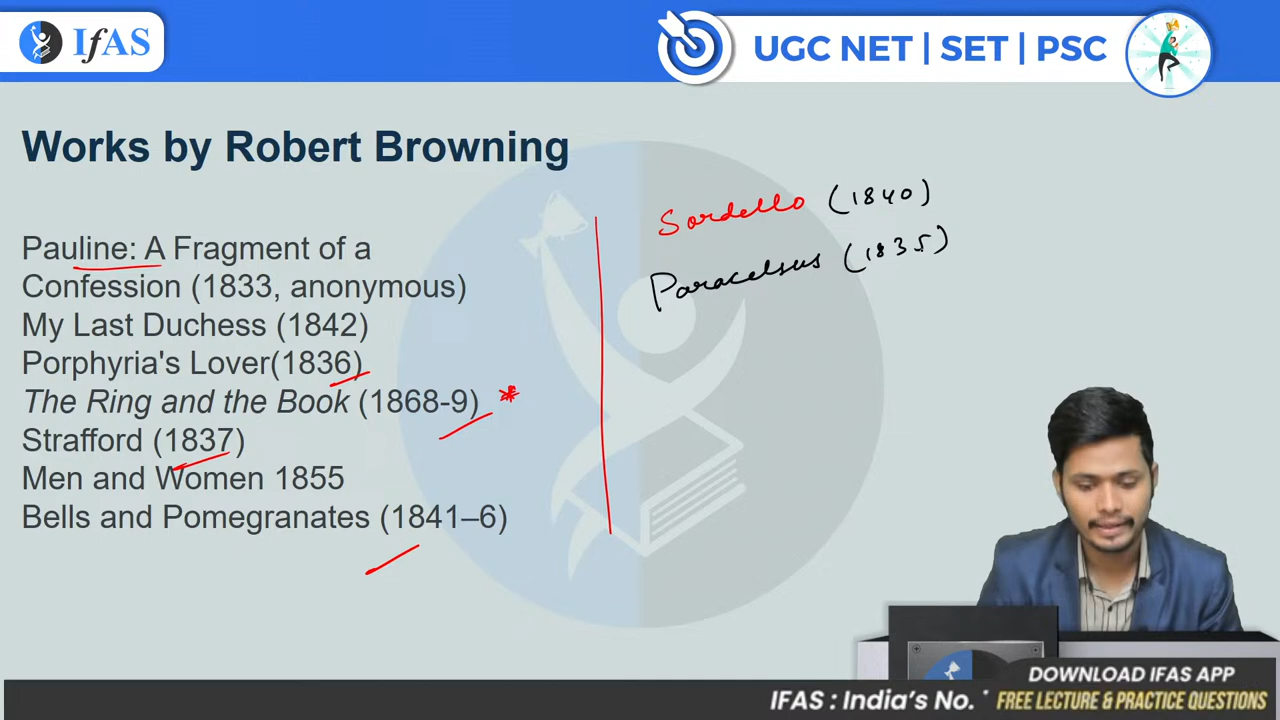 IfAS
UGC NET | SET | PSC
Works by Robert Browning
Pauline: A Fragment of a
Confession (1833, anonymous)
My Last Duchess (1842)
Porphyria's Lover(1836)
The Ring and the Book (1868-9) *
Strafford (1837)
Men and Women 1855
Bells and Pomegranates (1841–6)
Sordello (1840)
Paracelsus (1835)
DOWNLOAD IFAS APP
IFAS : India's No. FREE LECTURE & PRACTICE QUESTIONS